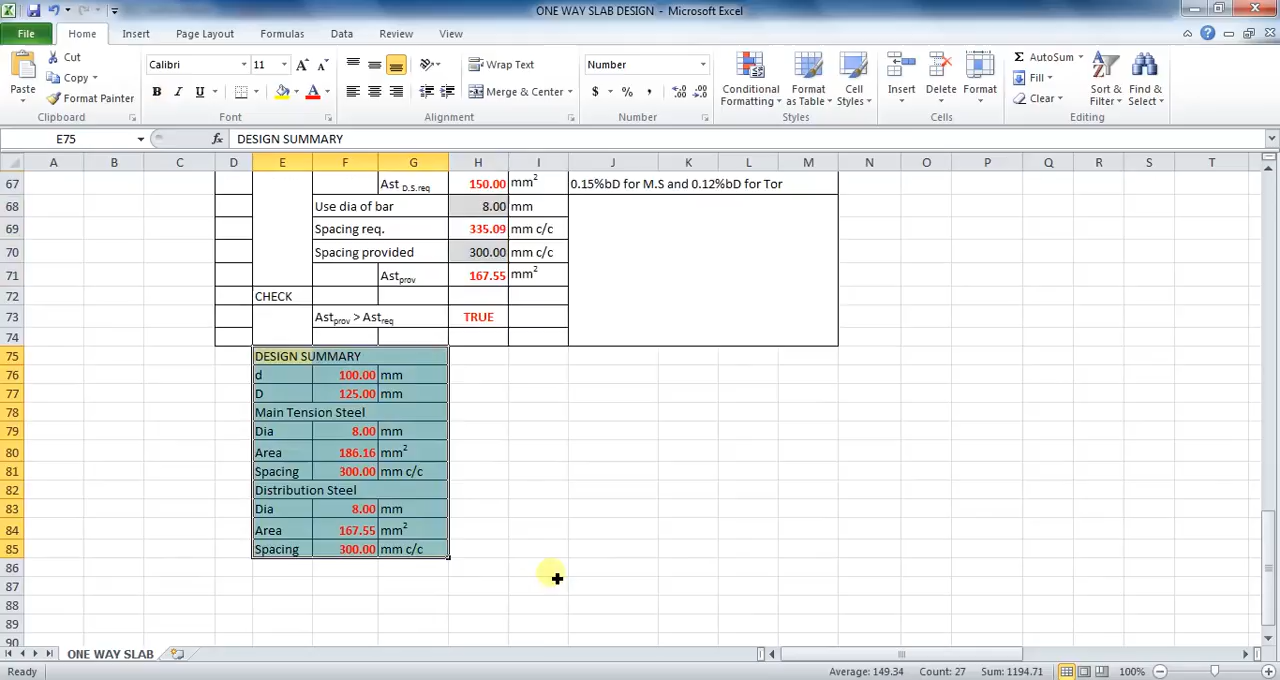 ONE WAY SLAB DESIGN - Microsoft Excel
File Home Insert Page Layout Formulas Data Review View
Cut
Copy
Format Painter
Paste
Clipboard
Calibri 11
B I U
Font
Wrap Text
Merge & Center
Alignment
Number
$ % ,
Number
Conditional Formatting
Format as Table
Cell Styles
Styles
Insert Delete Format
Cells
AutoSum
Fill
Clear
Sort & Filter
Find & Select
Editing
E75 fx DESIGN SUMMARY
A B C D E F G H I J K L M N O P Q R S T
67 Ast D.S.req 150.00 mm2 0.15%bD for M.S and 0.12%bD for Tor
68 Use dia of bar 8.00 mm
69 Spacing req. 335.09 mm c/c
70 Spacing provided 300.00 mm c/c
71 Astprov 167.55 mm2
72 CHECK
73 Astprov > Astreq TRUE
74
75 DESIGN SUMMARY
76 d 100.00 mm
77 D 125.00 mm
78 Main Tension Steel
79 Dia 8.00 mm
80 Area 186.16 mm2
81 Spacing 300.00 mm c/c
82 Distribution Steel
83 Dia 8.00 mm
84 Area 167.55 mm2
85 Spacing 300.00 mm c/c
86
87
88
89
90
ONE WAY SLAB
Ready Average: 149.34 Count: 27 Sum: 1194.71 100%